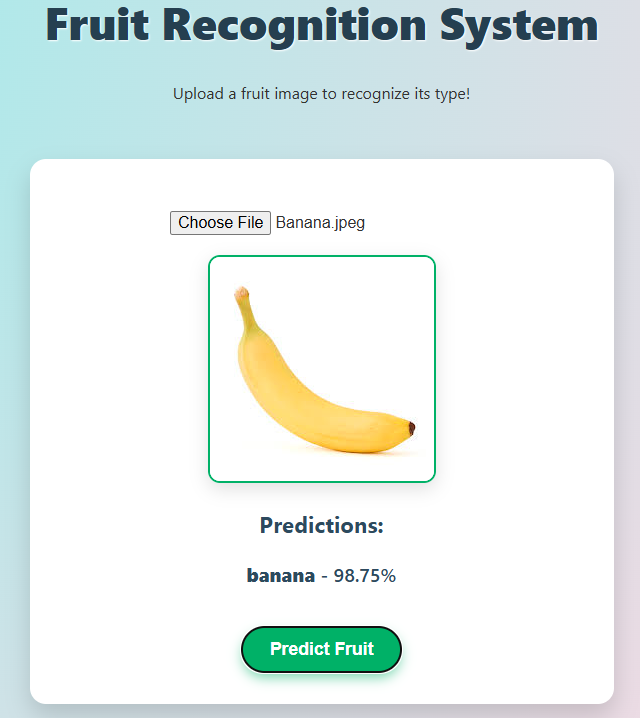 Fruit Recognition System
Upload a fruit image to recognize its type!
Choose File Banana.jpeg
Predictions:
banana - 98.75%
Predict Fruit